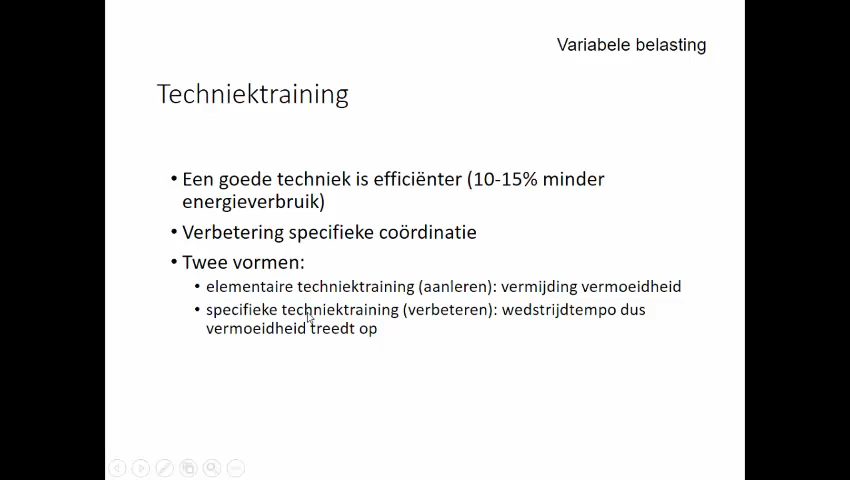 Variabele belasting
Techniektraining
• Een goede techniek is efficiënter (10-15% minder
energieverbruik)
• Verbetering specifieke coördinatie
• Twee vormen:
• elementaire techniektraining (aanleren): vermijding vermoeidheid
• specifieke techniektraining (verbeteren): wedstrijdtempo dus
vermoeidheid treedt op